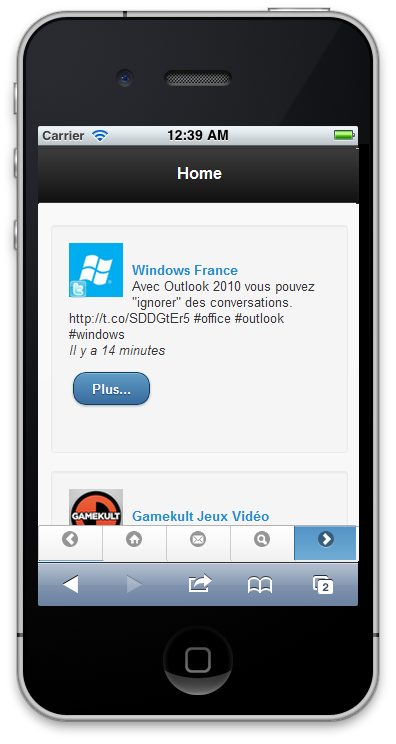 Carrier 12:39 AM
Home
Windows France
Avec Outlook 2010 vous pouvez
"ignorer" des conversations.
http://t.co/SDDGtEr5 #office #outlook
#windows
Il y a 14 minutes
Plus...
GAMEKULT
Gamekult Jeux Vidéo
2